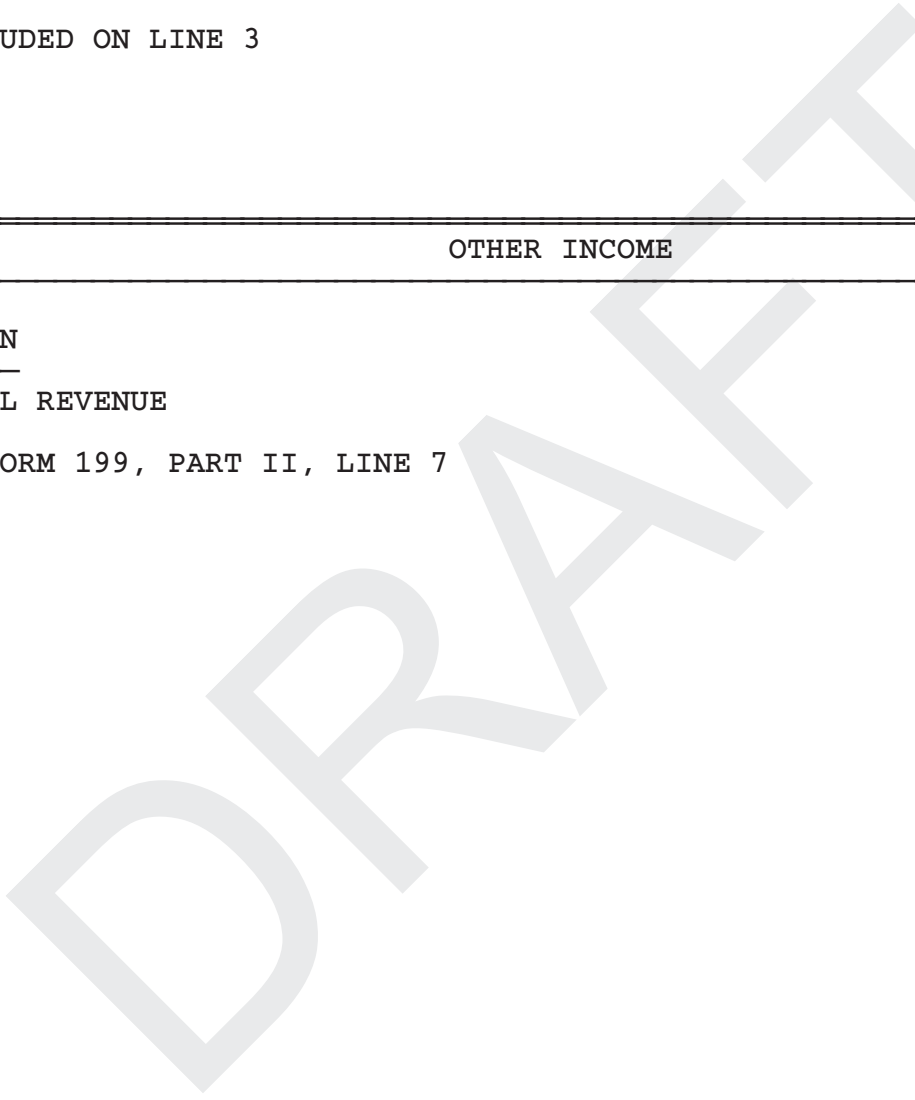 UDED ON LINE 3
OTHER INCOME
N
L REVENUE
ORM 199, PART II, LINE 7
DRAFT